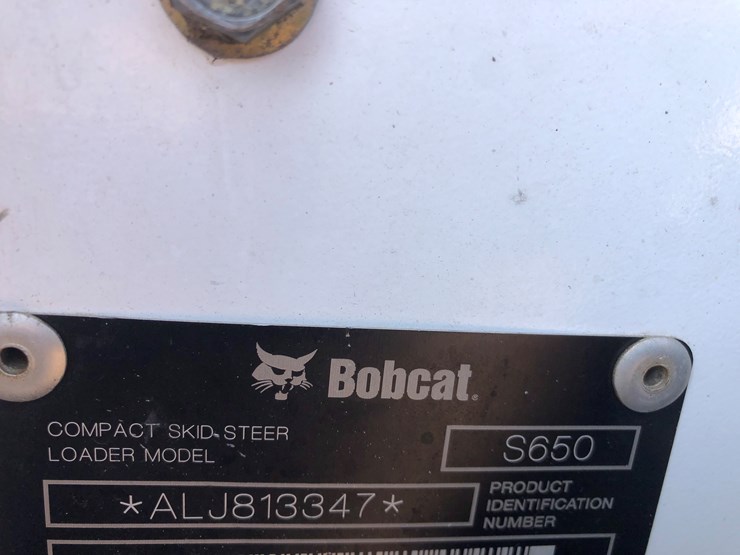 Bobcat.
COMPACT SKID-STEER
LOADER MODEL
S650
*ALJ813347*
PRODUCT
IDENTIFICATION
NUMBER